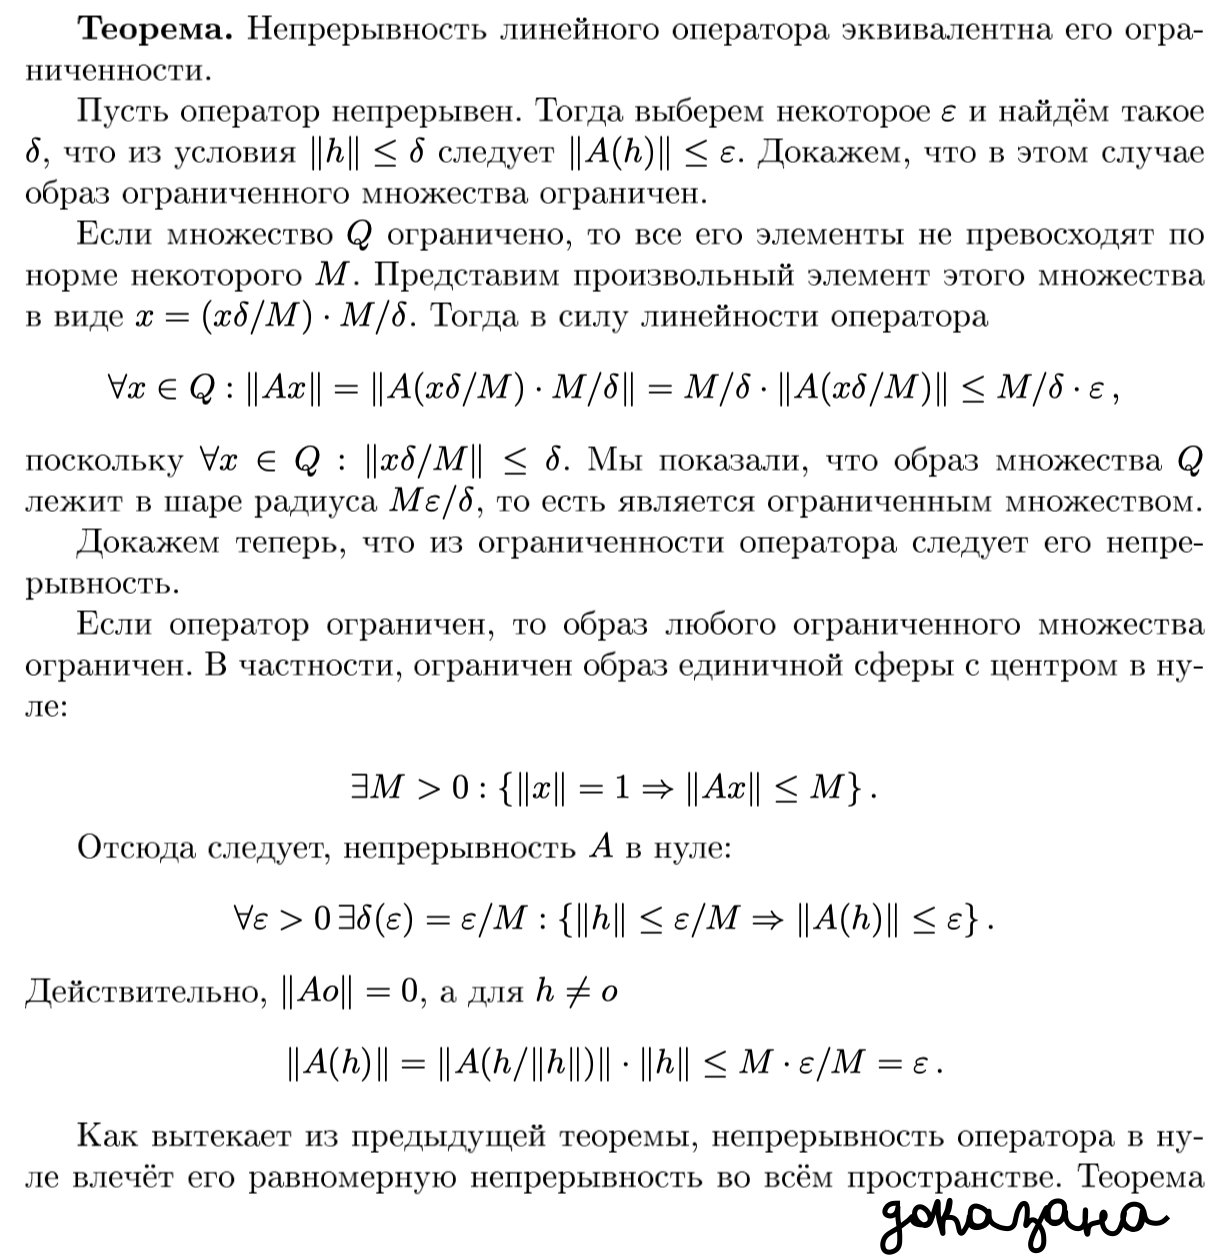 Теорема. Непрерывность линейного оператора эквивалентна его огра-
ниченности.
Пусть оператор непрерывен. Тогда выберем некоторое ε и найдём такое
δ, что из условия ‖h‖ ≤ δ следует ‖A(h)‖ ≤ ε. Докажем, что в этом случае
образ ограниченного множества ограничен.
Если множество Q ограничено, то все его элементы не превосходят по
норме некоторого M. Представим произвольный элемент этого множества
в виде x = (xδ/M) · M/δ. Тогда в силу линейности оператора
∀x ∈ Q : ‖Ax‖ = ‖A(xδ/M) · M/δ‖ = M/δ · ‖A(xδ/M)‖ ≤ M/δ · ε ,
поскольку ∀x ∈ Q : ‖xδ/M‖ ≤ δ. Мы показали, что образ множества Q
лежит в шаре радиуса Mε/δ, то есть является ограниченным множеством.
Докажем теперь, что из ограниченности оператора следует его непре-
рывность.
Если оператор ограничен, то образ любого ограниченного множества
ограничен. В частности, ограничен образ единичной сферы с центром в ну-
ле:
∃M > 0 : {‖x‖ = 1 ⇒ ‖Ax‖ ≤ M} .
Отсюда следует, непрерывность A в нуле:
∀ε > 0 ∃δ(ε) = ε/M : {‖h‖ ≤ ε/M ⇒ ‖A(h)‖ ≤ ε} .
Действительно, ‖Ao‖ = 0, а для h ≠ o
‖A(h)‖ = ‖A(h/‖h‖)‖ · ‖h‖ ≤ M · ε/M = ε .
Как вытекает из предыдущей теоремы, непрерывность оператора в ну-
ле влечёт его равномерную непрерывность во всём пространстве. Теорема
доказана